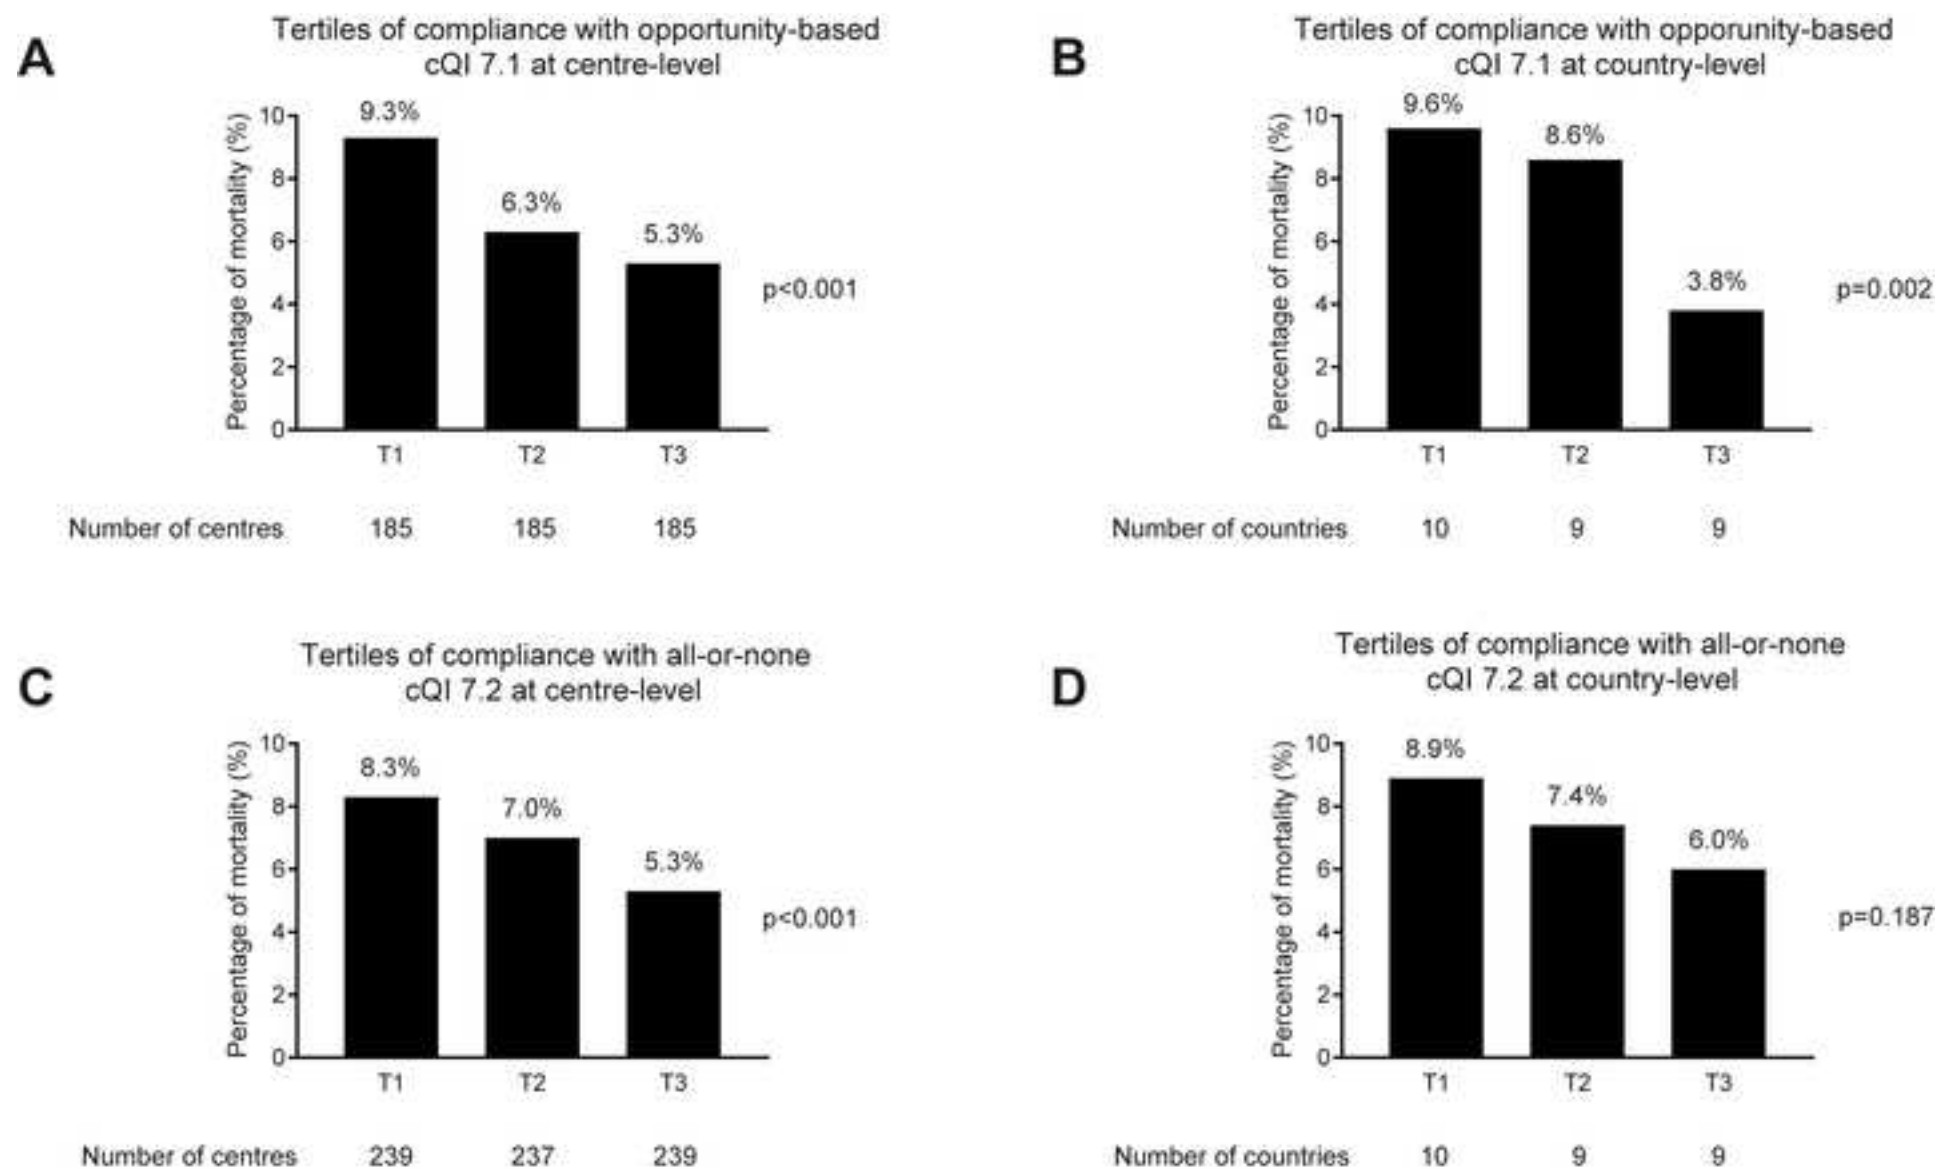 A
Tertiles of compliance with opportunity-based
cQI 7.1 at centre-level
Percentage of mortality (%)
10
8
6
4
2
0
9.3%
6.3%
5.3%
p<0.001
T1 T2 T3
Number of centres 185 185 185
B
Tertiles of compliance with opporunity-based
cQI 7.1 at country-level
Percentage of mortality (%)
10
8
6
4
2
0
9.6%
8.6%
3.8%
p=0.002
T1 T2 T3
Number of countries 10 9 9
C
Tertiles of compliance with all-or-none
cQI 7.2 at centre-level
Percentage of mortality (%)
10
8
6
4
2
0
8.3%
7.0%
5.3%
p<0.001
T1 T2 T3
Number of centres 239 237 239
D
Tertiles of compliance with all-or-none
cQI 7.2 at country-level
Percentage of mortality (%)
10
8
6
4
2
0
8.9%
7.4%
6.0%
p=0.187
T1 T2 T3
Number of countries 10 9 9